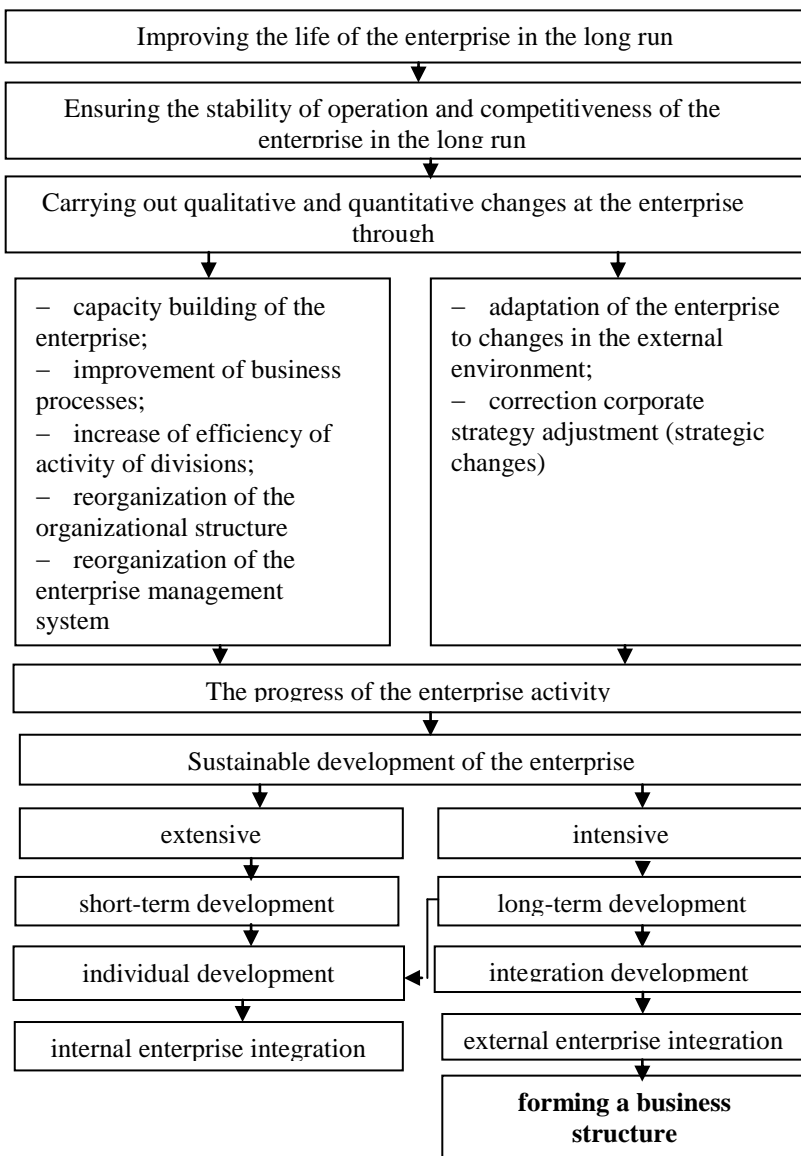 Improving the life of the enterprise in the long run
Ensuring the stability of operation and competitiveness of the
enterprise in the long run
Carrying out qualitative and quantitative changes at the enterprise
through
– capacity building of the
enterprise;
– improvement of business
processes;
– increase of efficiency of
activity of divisions;
– reorganization of the
organizational structure
– reorganization of the
enterprise management
system
– adaptation of the enterprise
to changes in the external
environment;
– correction corporate
strategy adjustment (strategic
changes)
The progress of the enterprise activity
Sustainable development of the enterprise
extensive
intensive
short-term development
long-term development
individual development
integration development
internal enterprise integration
external enterprise integration
forming a business
structure